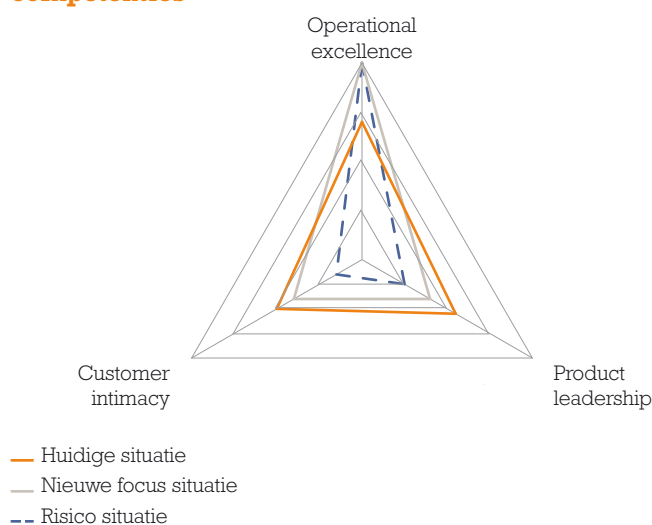 Operational
excellence
Customer
intimacy
Product
leadership
Huidige situatie
Nieuwe focus situatie
Risico situatie